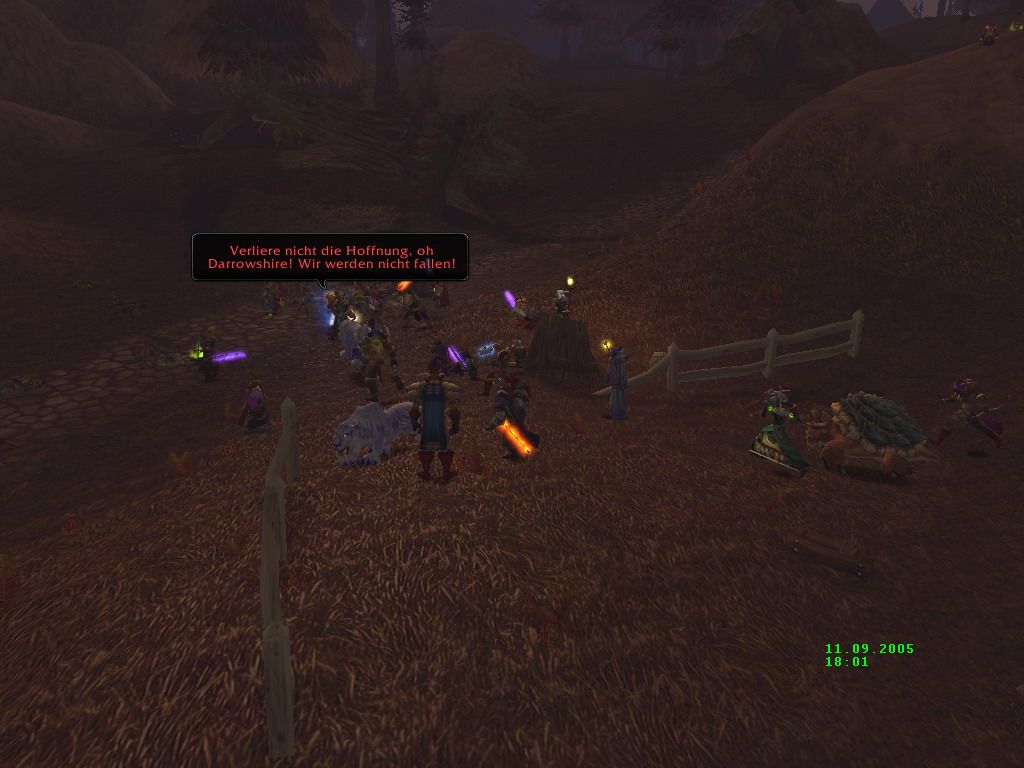 Verliere nicht die Hoffnung, oh
Darrowshire! Wir werden nicht fallen!
11.09.2005
18:01